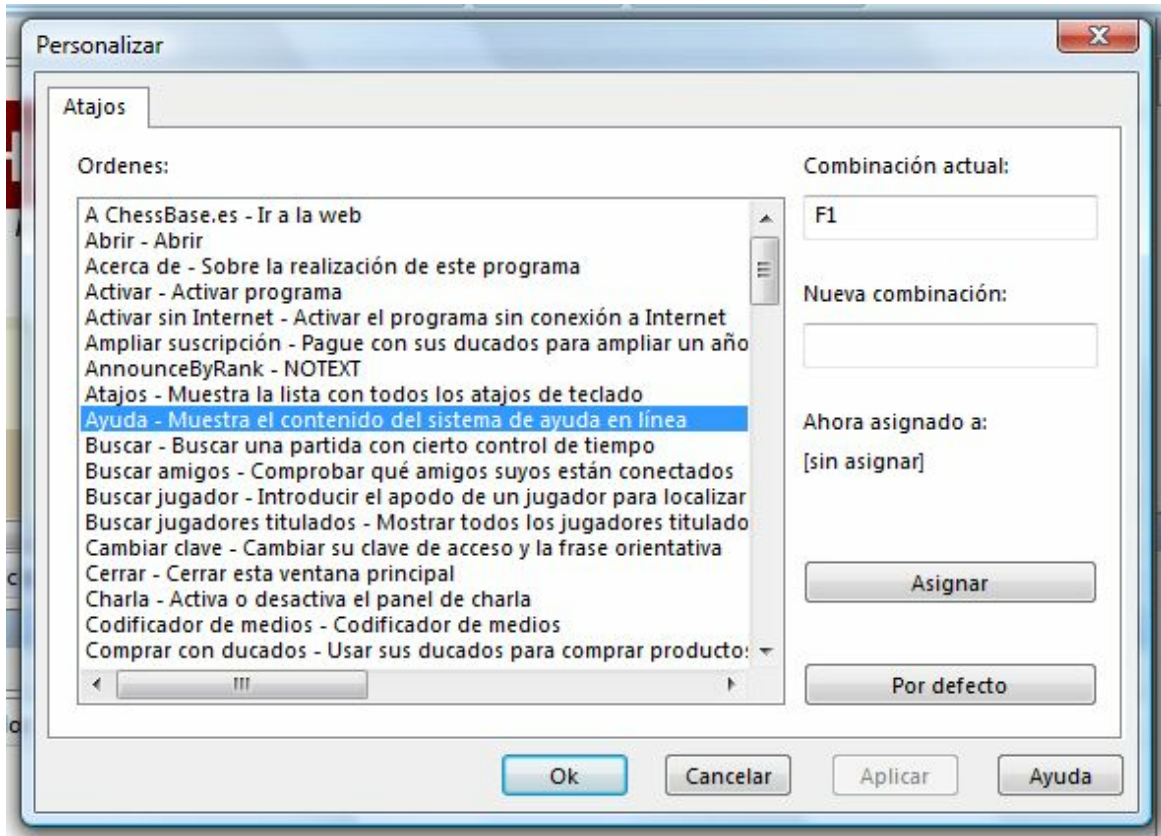 Personalizar
Atajos
Ordenes:
A ChessBase.es - Ir a la web
Abrir - Abrir
Acerca de - Sobre la realización de este programa
Activar - Activar programa
Activar sin Internet - Activar el programa sin conexión a Internet
Ampliar suscripción - Pague con sus ducados para ampliar un año
AnnounceByRank - NOTEXT
Atajos - Muestra la lista con todos los atajos de teclado
Ayuda - Muestra el contenido del sistema de ayuda en línea
Buscar - Buscar una partida con cierto control de tiempo
Buscar amigos - Comprobar qué amigos suyos están conectados
Buscar jugador - Introducir el apodo de un jugador para localizar
Buscar jugadores titulados - Mostrar todos los jugadores titulado
Cambiar clave - Cambiar su clave de acceso y la frase orientativa
Cerrar - Cerrar esta ventana principal
Charla - Activa o desactiva el panel de charla
Codificador de medios - Codificador de medios
Comprar con ducados - Usar sus ducados para comprar productos
Combinación actual:
F1
Nueva combinación:
Ahora asignado a:
[sin asignar]
Asignar
Por defecto
Ok
Cancelar
Aplicar
Ayuda